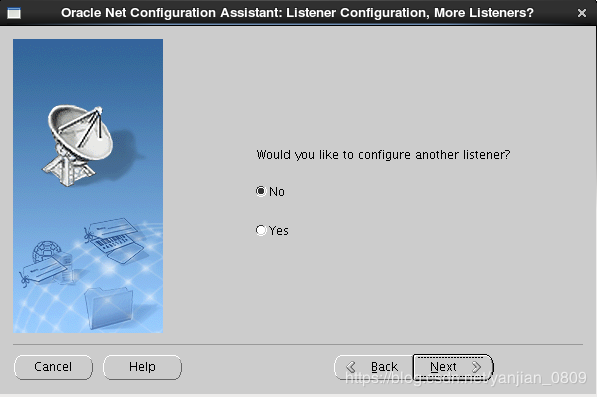 Oracle Net Configuration Assistant: Listener Configuration, More Listeners?
Would you like to configure another listener?
No
Yes
Cancel
Help
Back
Next
https://blog.csdn.net/yanjian_0809